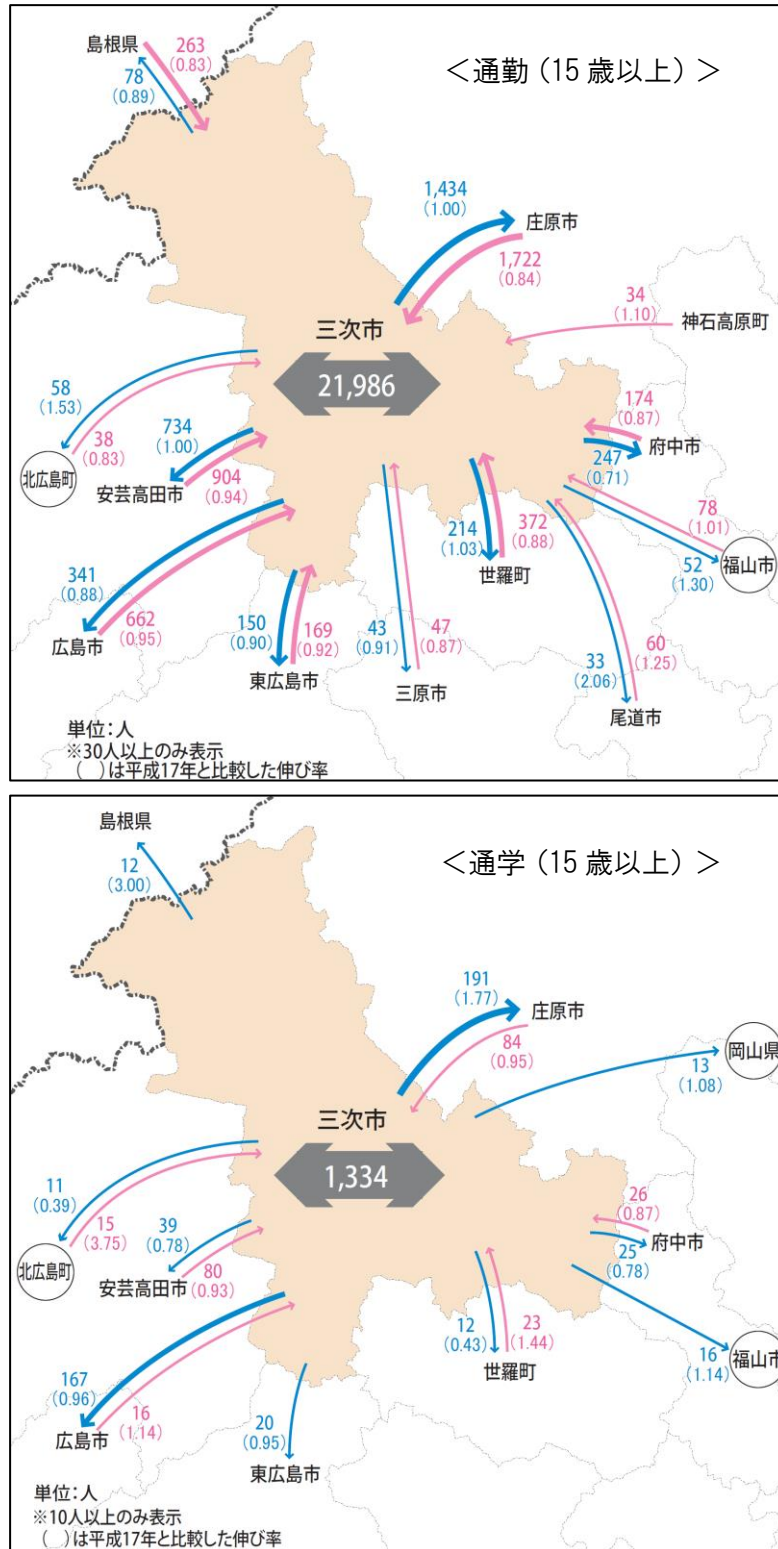 <通勤（15歳以上）>
島根県
263
(0.83)
78
(0.89)
1,434
(1.00)
庄原市
1,722
(0.84)
34
(1.10)
神石高原町
三次市
21,986
58
(1.53)
38
(0.83)
北広島町
734
(1.00)
904
(0.94)
安芸高田市
174
(0.87)
府中市
247
(0.71)
78
(1.01)
福山市
52
(1.30)
214
(1.03)
372
(0.88)
世羅町
341
(0.88)
662
(0.95)
広島市
150
(0.90)
169
(0.92)
東広島市
43
(0.91)
47
(0.87)
三原市
33
(2.06)
60
(1.25)
尾道市
単位：人
※30人以上のみ表示
(　)は平成17年と比較した伸び率
<通学（15歳以上）>
島根県
12
(3.00)
191
(1.77)
庄原市
84
(0.95)
岡山県
13
(1.08)
三次市
1,334
11
(0.39)
15
(3.75)
北広島町
39
(0.78)
80
(0.93)
安芸高田市
26
(0.87)
府中市
25
(0.78)
12
(0.43)
23
(1.44)
世羅町
16
(1.14)
福山市
167
(0.96)
16
(1.14)
広島市
20
(0.95)
東広島市
単位：人
※10人以上のみ表示
(　)は平成17年と比較した伸び率